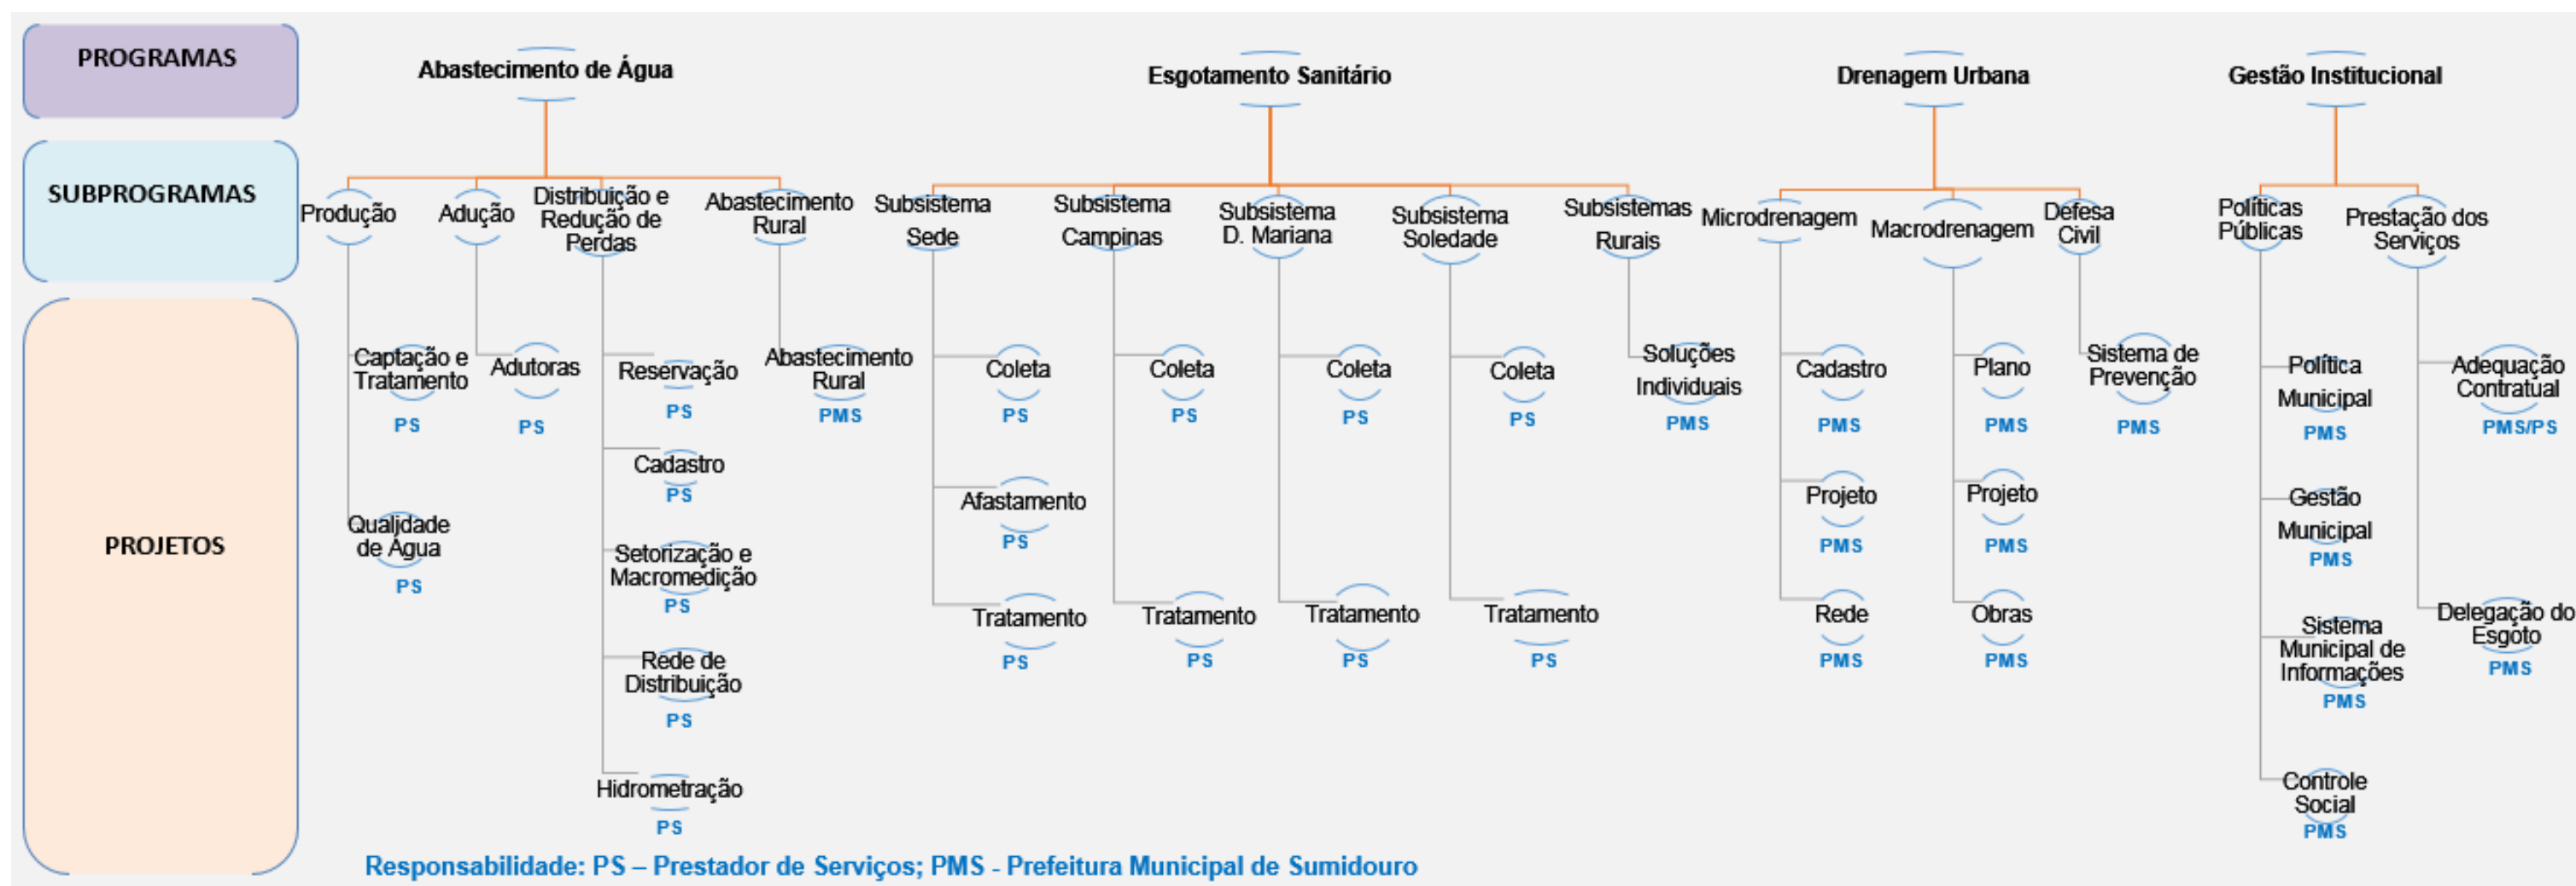 PROGRAMAS
Abastecimento de Água
Esgotamento Sanitário
Drenagem Urbana
Gestão Institucional
SUBPROGRAMAS
Produção
Adução
Distribuição e
Redução de
Perdas
Abastecimento
Rural
Subsistema
Sede
Subsistema
Campinas
Subsistema
D. Mariana
Subsistema
Soledade
Subsistemas
Rurais
Microdrenagem
Macrodrenagem
Defesa
Civil
Políticas
Públicas
Prestação dos
Serviços
PROJETOS
Captação e
Tratamento
PS
Qualidade
de Água
PS
Adutoras
PS
Reservação
PS
Cadastro
PS
Setorização e
Macromedição
PS
Rede de
Distribuição
PS
Hidrometração
PS
Abastecimento
Rural
PMS
Coleta
PS
Afastamento
PS
Tratamento
PS
Coleta
PS
Tratamento
PS
Coleta
PS
Tratamento
PS
Coleta
PS
Tratamento
PS
Soluções
Individuais
PMS
Cadastro
PMS
Projeto
PMS
Rede
PMS
Plano
PMS
Projeto
PMS
Obras
PMS
Sistema de
Prevenção
PMS
Política
Municipal
PMS
Gestão
Municipal
PMS
Sistema
Municipal de
Informações
PMS
Controle
Social
PMS
Adequação
Contratual
PMS/PS
Delegação do
Esgoto
PMS
Responsabilidade: PS – Prestador de Serviços; PMS - Prefeitura Municipal de Sumidouro